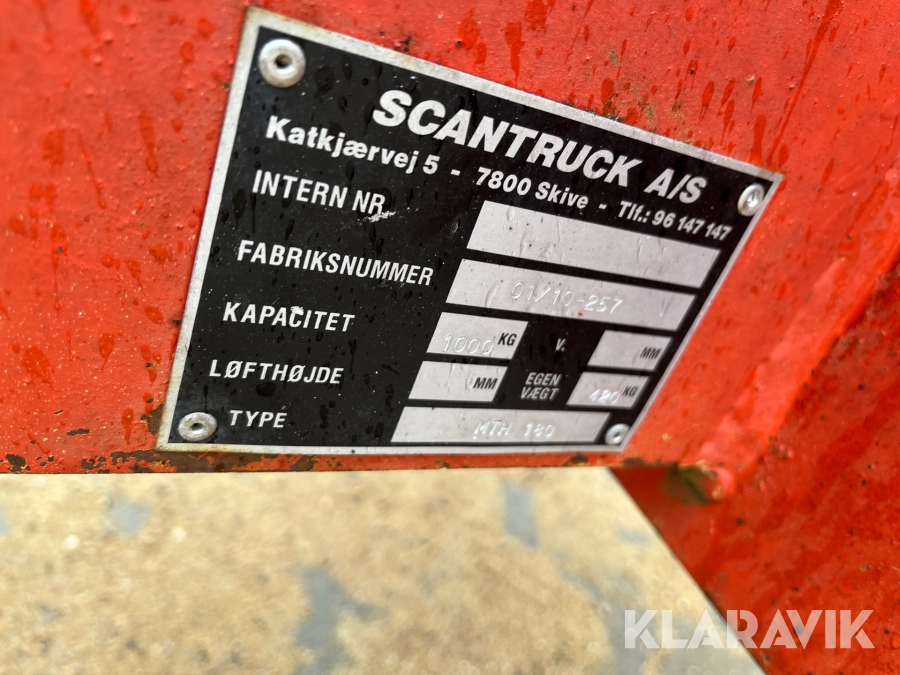 SCANTRUCK A/S
Katkjærvej 5 - 7800 Skive - Tlf.: 96 147 147
INTERN NR
FABRIKSNUMMER 01/10-257
KAPACITET 1000 KG V. MM
LØFTHØJDE MM EGEN VÆGT 420 KG
TYPE MTH 180
KLARAVIK